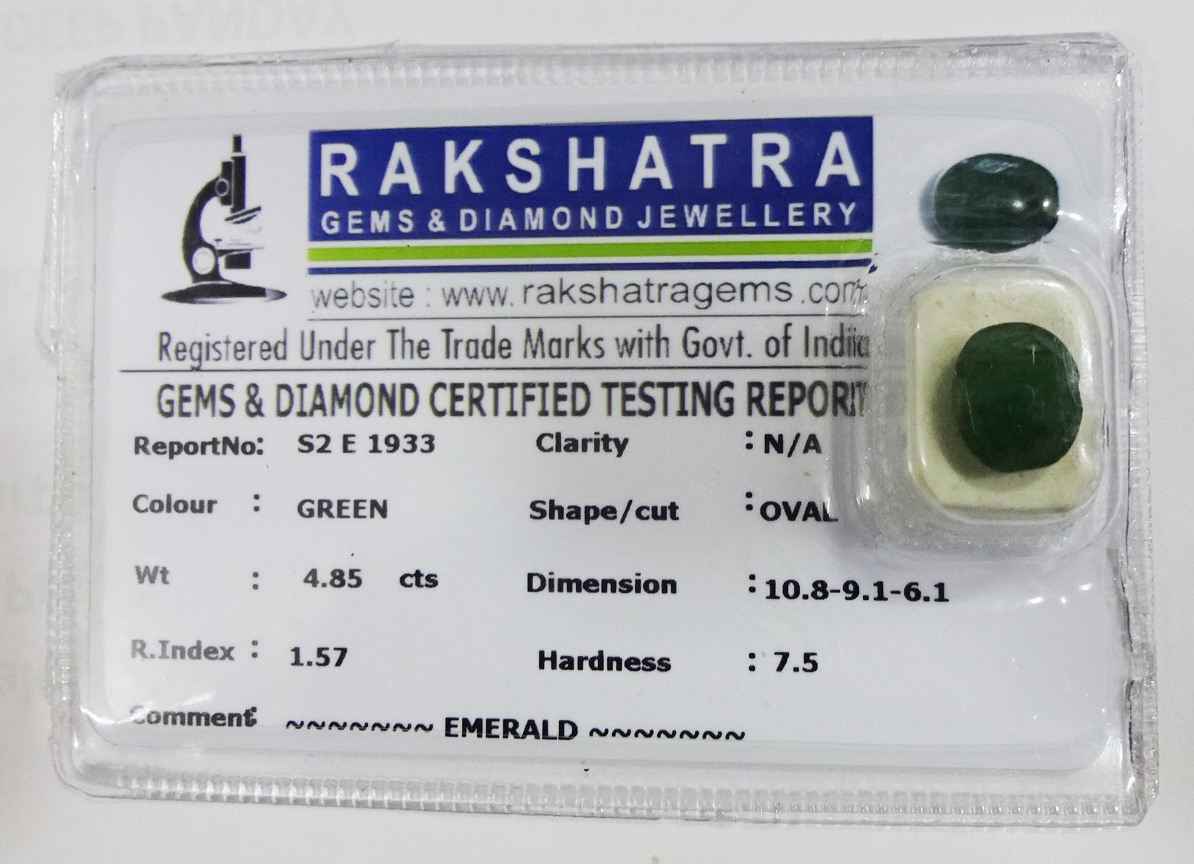 DEEP PANDAY
RAKSHATRA
GEMS & DIAMOND JEWELLERY
website : www. rakshatragems .com
Registered Under The Trade Marks with Govt. of India
GEMS & DIAMOND CERTIFIED TESTING REPORT
ReportNo: S2 E 1933 Clarity : N/A
Colour : GREEN Shape/cut : OVAL
Wt : 4.85 cts Dimension : 10.8-9.1-6.1
R.Index : 1.57 Hardness : 7.5
Comment : ~~~~~~~ EMERALD ~~~~~~~